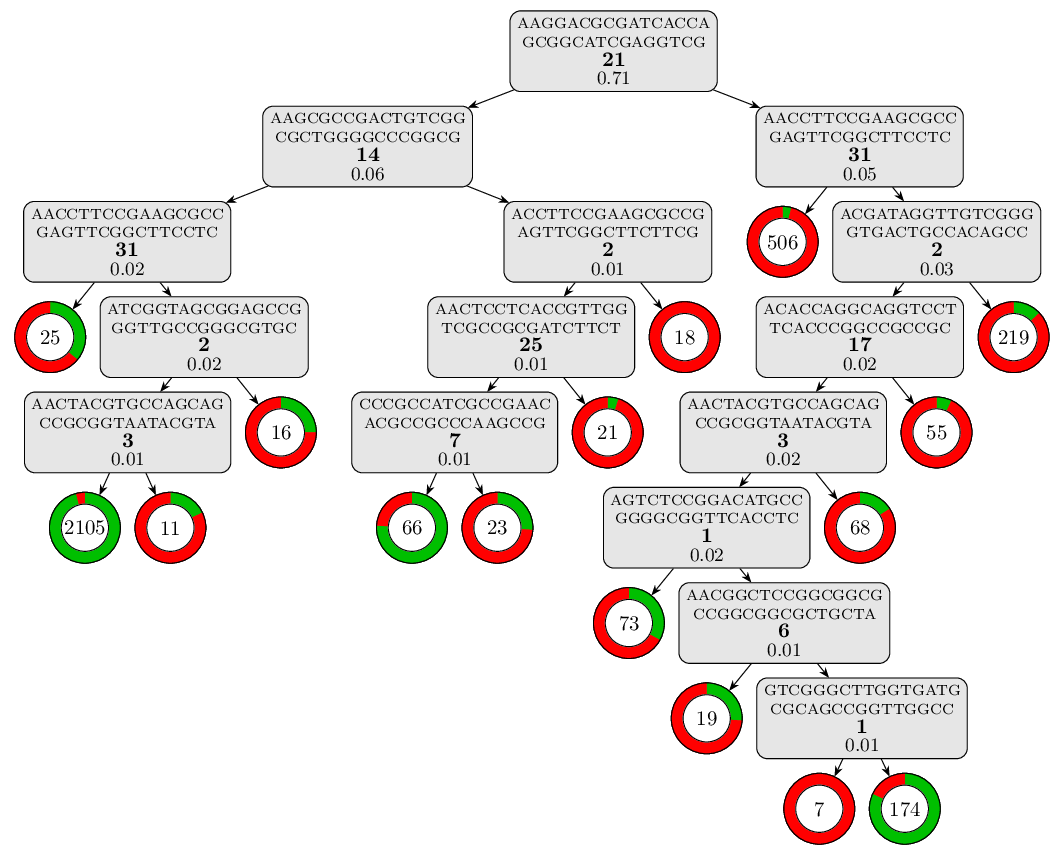 AAGGACGCGATCACCA
GCGGCATCGAGGTCG
21
0.71
AAGCGCCGACTGTCGG
CGCTGGGGCCCGGCG
14
0.06
AACCTTCCGAAGCGCC
GAGTTCGGCTTCCTC
31
0.05
AACCTTCCGAAGCGCC
GAGTTCGGCTTCCTC
31
0.02
ACCTTCCGAAGCGCCG
AGTTCGGCTTCTTCG
2
0.01
506
ACGATAGGTTGTCGGG
GTGACTGCCACAGCC
2
0.03
25
ATCGGTAGCGGAGCCG
GGTTGCCGGGCGTGC
2
0.02
AACTCCTCACCGTTGG
TCGCCGCGATCTTCT
25
0.01
18
ACACCAGGCAGGTCCT
TCACCCGGCCGCCGC
17
0.02
219
AACTACGTGCCAGCAG
CCGCGGTAATACGTA
3
0.01
16
CCCGCCATCGCCGAAC
ACGCCGCCCAAGCCG
7
0.01
21
AACTACGTGCCAGCAG
CCGCGGTAATACGTA
3
0.02
55
2105
11
66
23
AGTCTCCGGACATGCC
GGGGCGGTTCACCTC
1
0.02
68
73
AACGGCTCCGGCGGCG
CCGGCGGCGCTGCTA
6
0.01
19
GTCGGGCTTGGTGATG
CGCAGCCGGTTGGCC
1
0.01
7
174